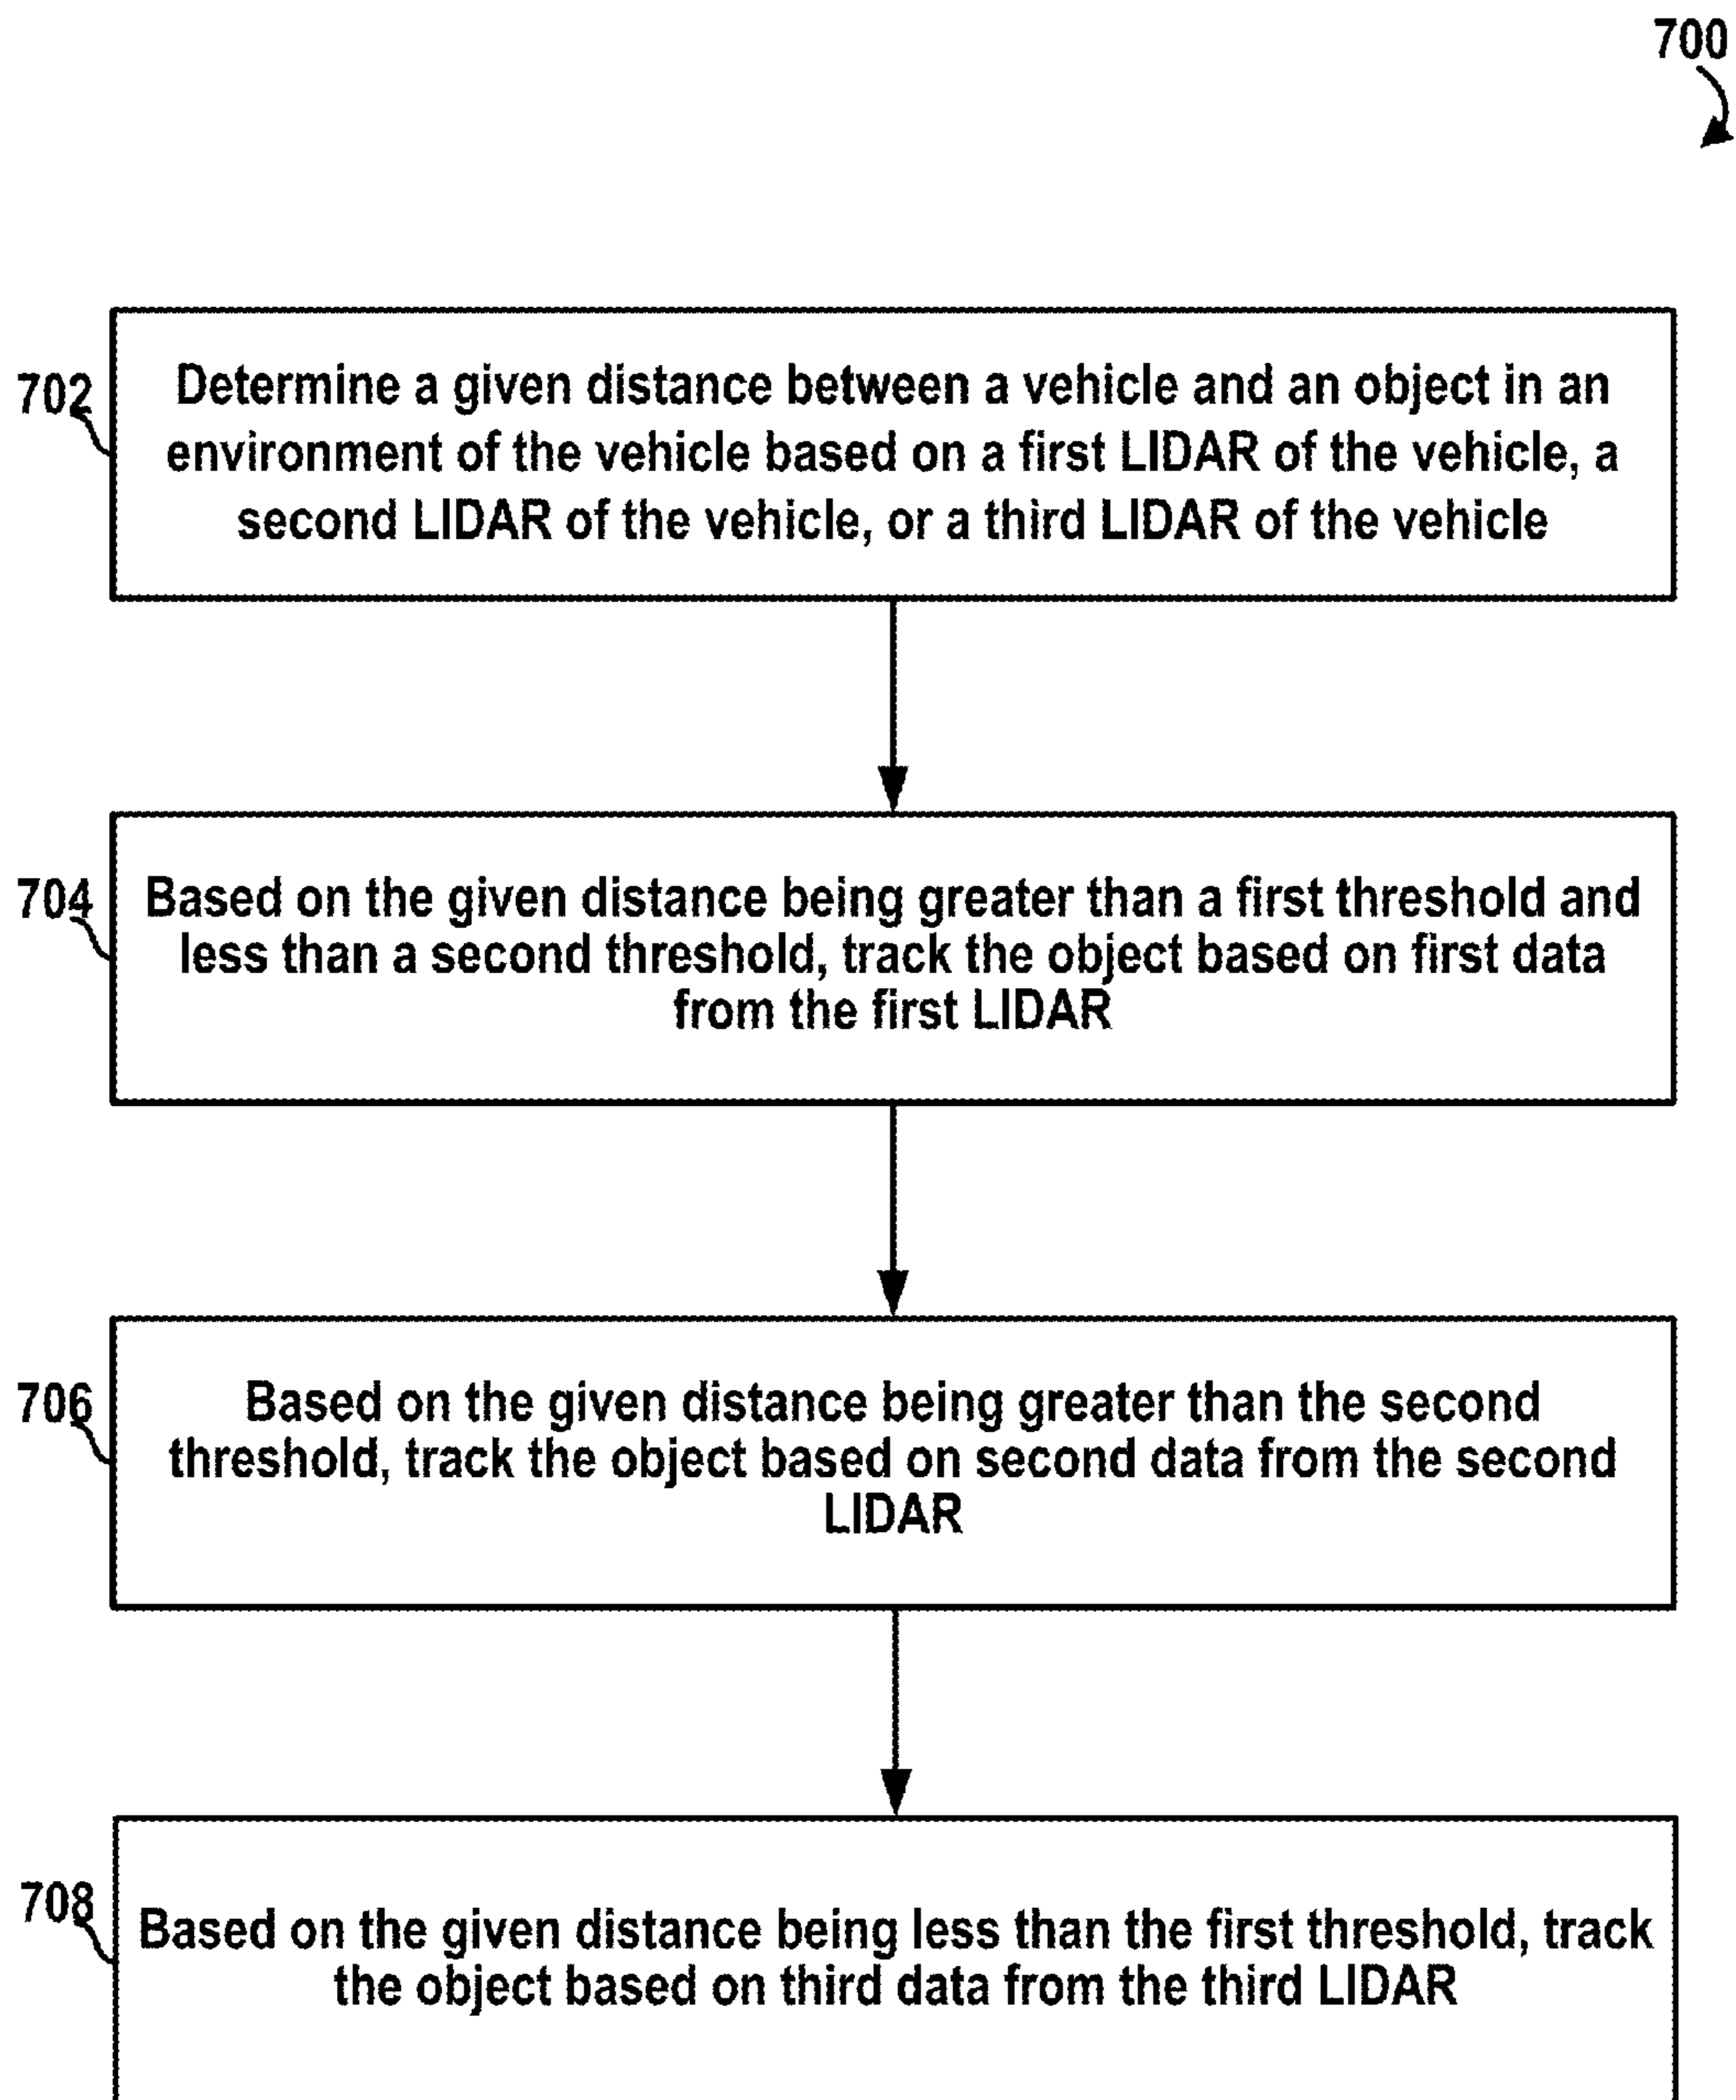 700
702
Determine a given distance between a vehicle and an object in an
environment of the vehicle based on a first LIDAR of the vehicle, a
second LIDAR of the vehicle, or a third LIDAR of the vehicle
704
Based on the given distance being greater than a first threshold and
less than a second threshold, track the object based on first data
from the first LIDAR
706
Based on the given distance being greater than the second
threshold, track the object based on second data from the second
LIDAR
708
Based on the given distance being less than the first threshold, track
the object based on third data from the third LIDAR